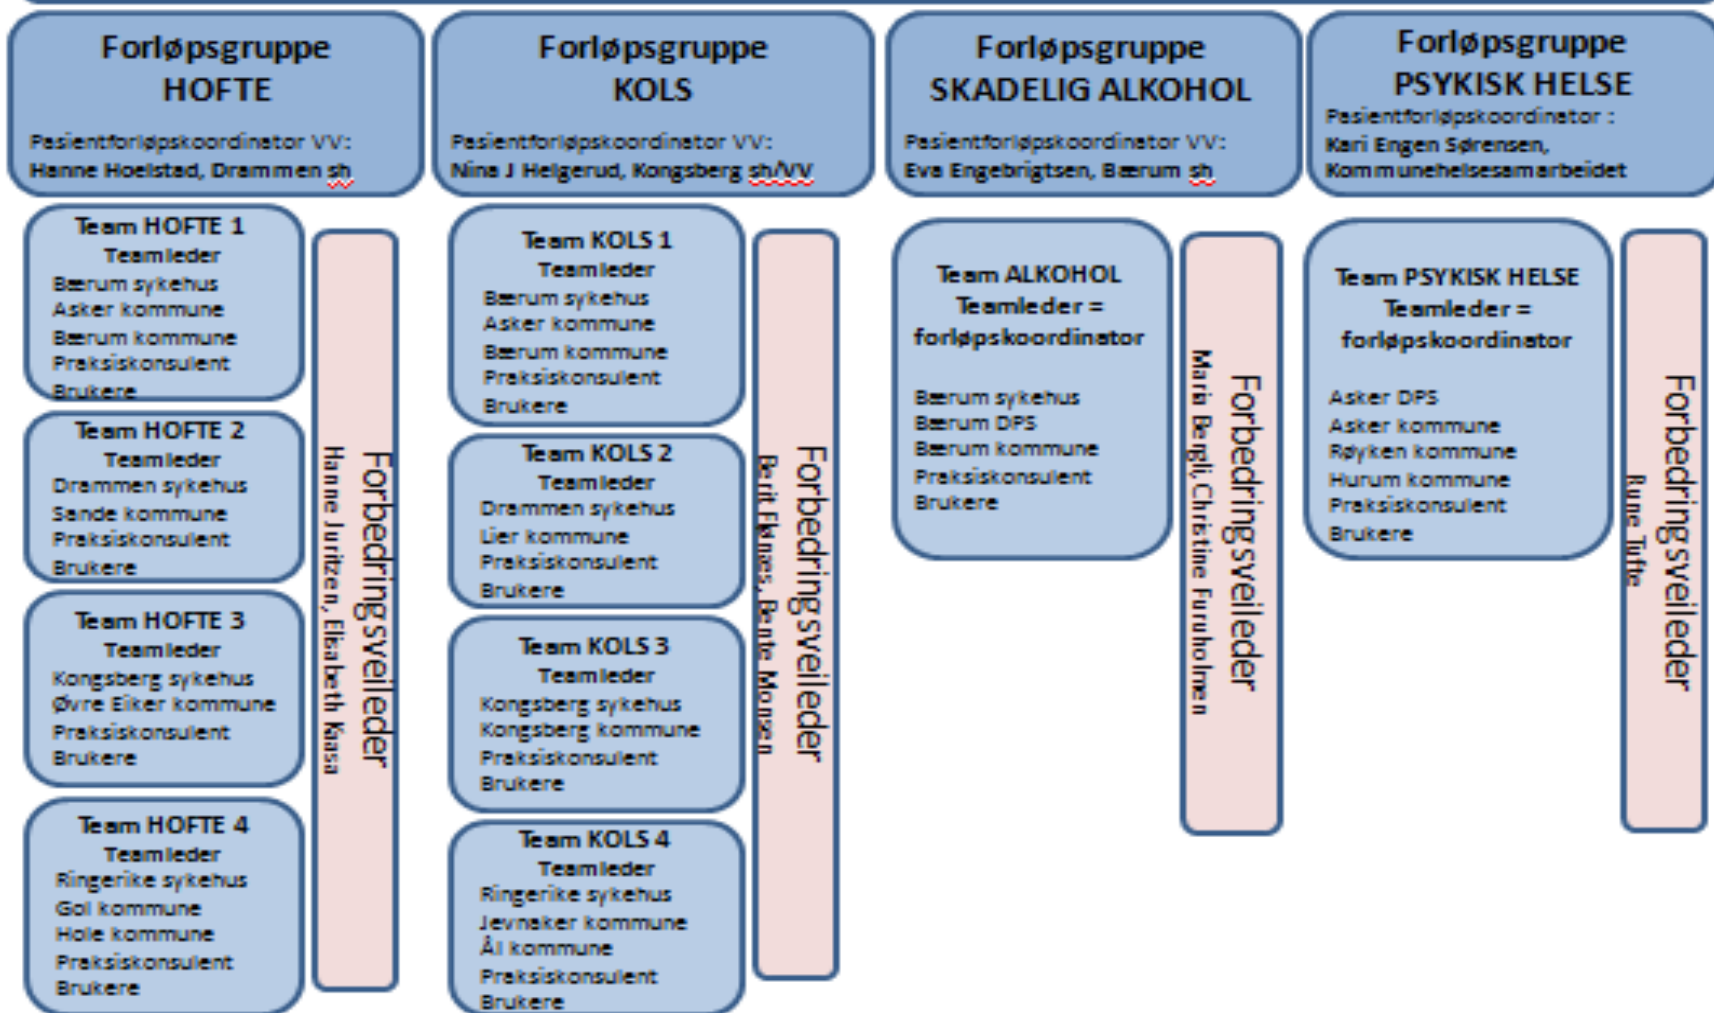 Forløpsgruppe
HOFTE
Pasientforløpskoordinator VV:
Hanne Hoelstad, Drammen sh
Team HOFTE 1
Teamleder
Bærum sykehus
Asker kommune
Bærum kommune
Praksiskonsulent
Brukere
Team HOFTE 2
Teamleder
Drammen sykehus
Sande kommune
Praksiskonsulent
Brukere
Team HOFTE 3
Teamleder
Kongsberg sykehus
Øvre Eiker kommune
Praksiskonsulent
Brukere
Team HOFTE 4
Teamleder
Ringerike sykehus
Gol kommune
Hole kommune
Praksiskonsulent
Brukere
Forbedringsveileder
Hanne Juritzen, Elisabeth Kaasa
Forløpsgruppe
KOLS
Pasientforløpskoordinator VV:
Nina J Helgerud, Kongsberg sh/VV
Team KOLS 1
Teamleder
Bærum sykehus
Asker kommune
Bærum kommune
Praksiskonsulent
Brukere
Team KOLS 2
Teamleder
Drammen sykehus
Lier kommune
Praksiskonsulent
Brukere
Team KOLS 3
Teamleder
Kongsberg sykehus
Kongsberg kommune
Praksiskonsulent
Brukere
Team KOLS 4
Teamleder
Ringerike sykehus
Jevnaker kommune
Ål kommune
Praksiskonsulent
Brukere
Forbedringsveileder
Berit Bente Monsen
Forløpsgruppe
SKADELIG ALKOHOL
Pasientforløpskoordinator VV:
Eva Engebrigtsen, Bærum sh
Team ALKOHOL
Teamleder =
forløpskoordinator
Bærum sykehus
Bærum DPS
Bærum kommune
Praksiskonsulent
Brukere
Forbedringsveileder
Christine Furuholmen
Forløpsgruppe
PSYKISK HELSE
Pasientforløpskoordinator :
Kari Engen Sørensen,
Kommunehelsesamarbeidet
Team PSYKISK HELSE
Teamleder =
forløpskoordinator
Asker DPS
Asker kommune
Røyken kommune
Hurum kommune
Praksiskonsulent
Brukere
Forbedringsveileder
Rune Tufte